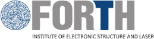 FORTH
INSTITUTE OF ELECTRONIC STRUCTURE AND LASER